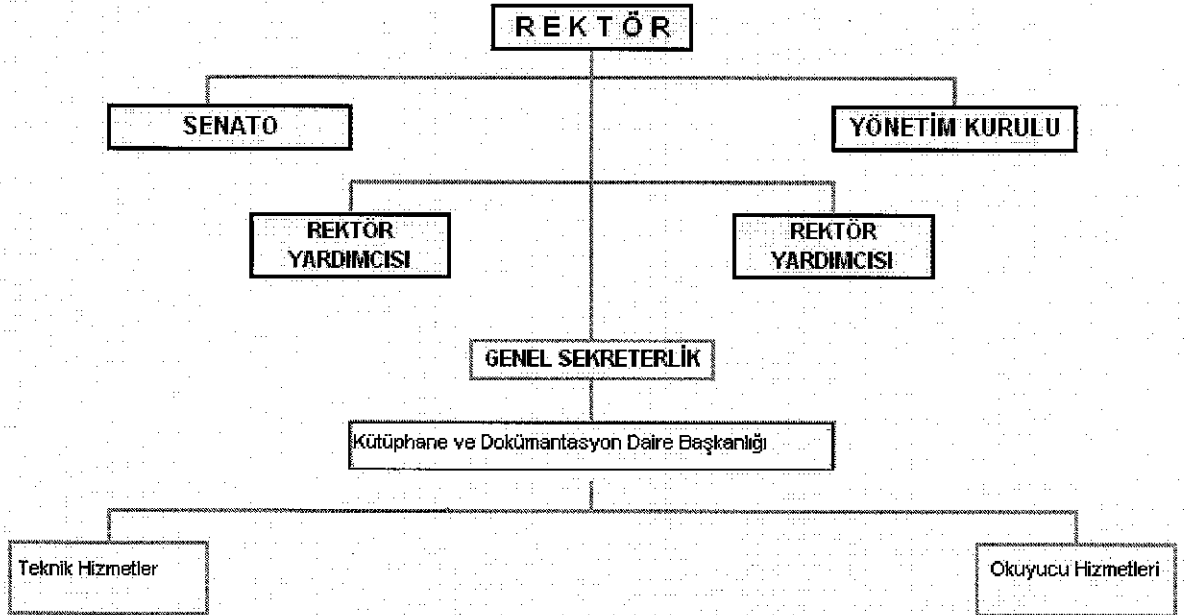 REKTÖR
SENATO
YÖNETİM KURULU
REKTÖR
YARDIMCISI
REKTÖR
YARDIMCISI
GENEL SEKRETERLİK
Kütüphane ve Dokümantasyon Daire Başkanlığı
Teknik Hizmetler
Okuyucu Hizmetleri